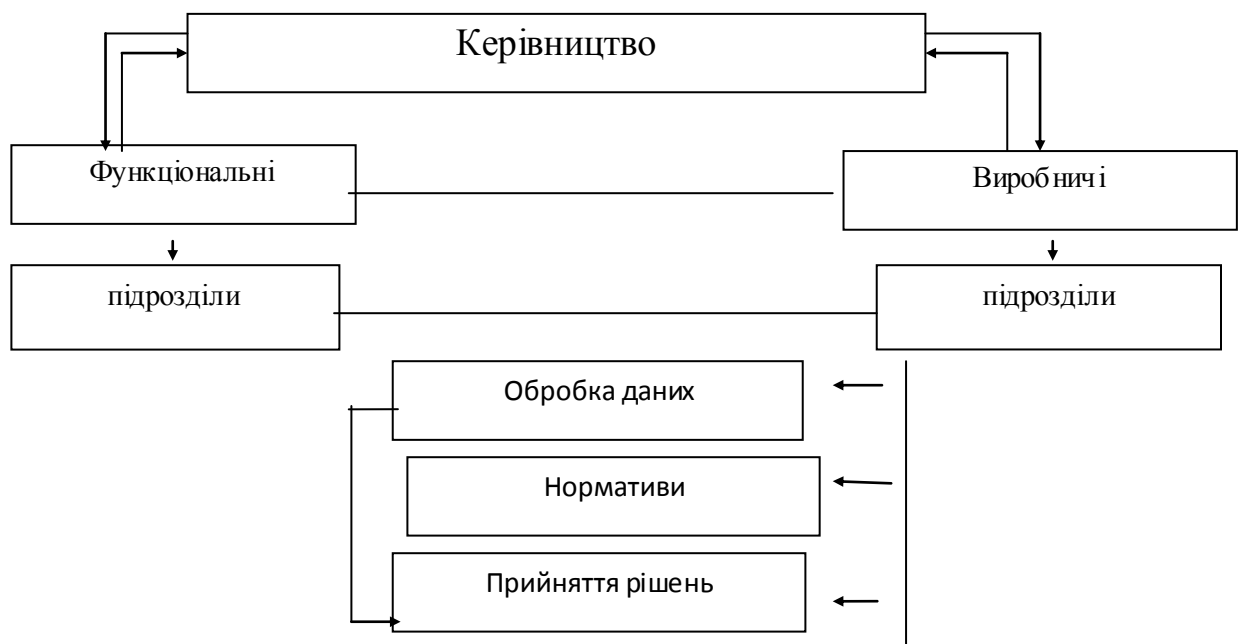 Керівництво
Функціональні
Виробничі
підрозділи
підрозділи
Обробка даних
Нормативи
Прийняття рішень